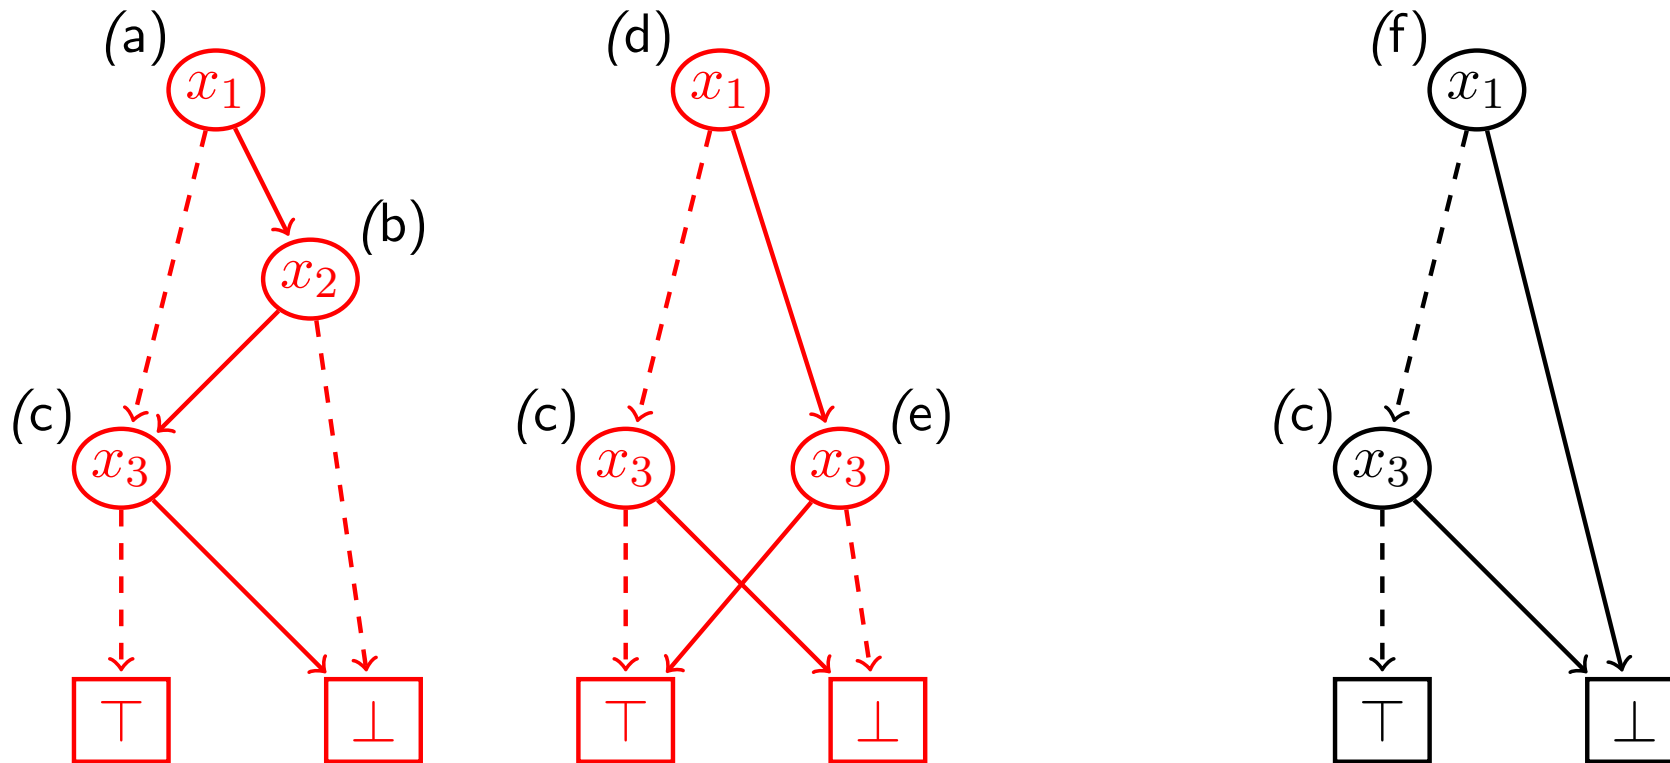 (a) (d) (f)
x1 x1 x1
(b)
x2
(c) (c) (e) (c)
x3 x3 x3 x3
⊤ ⊥ ⊤ ⊥ ⊤ ⊥